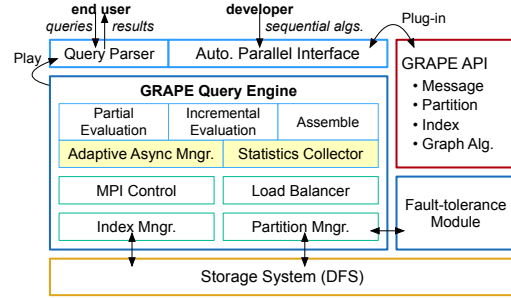 end user
developer
queries
results
sequential algs.
Plug-in
Query Parser
Auto. Parallel Interface
Play
GRAPE API
• Message
• Partition
• Index
• Graph Alg.
GRAPE Query Engine
Partial
Evaluation
Incremental
Evaluation
Assemble
Adaptive Async Mngr.
Statistics Collector
MPI Control
Load Balancer
Index Mngr.
Partition Mngr.
Fault-tolerance
Module
Storage System (DFS)